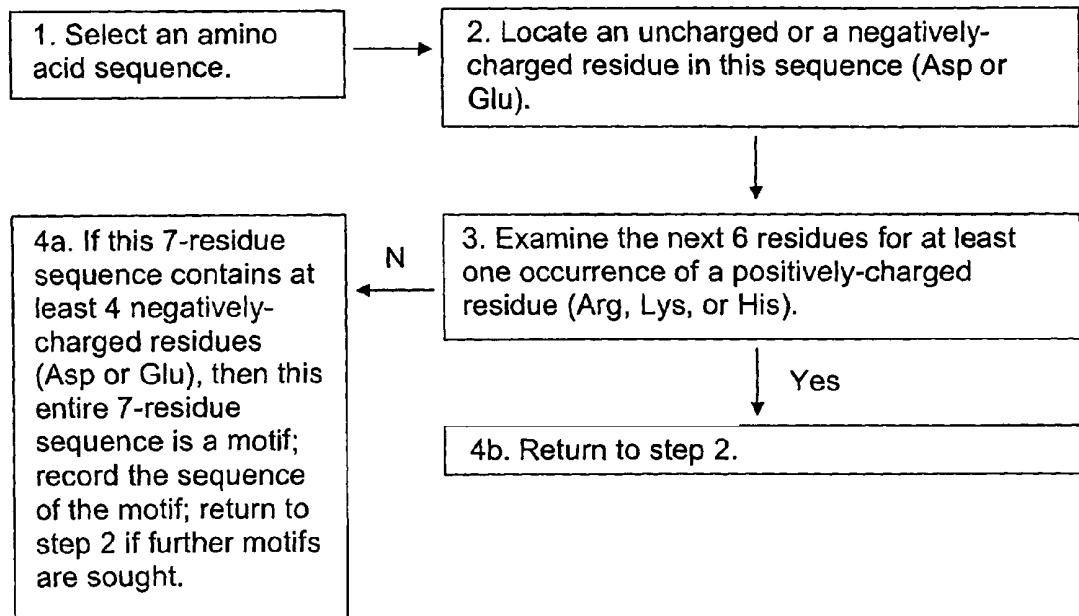 1. Select an amino
acid sequence.
2. Locate an uncharged or a negatively-
charged residue in this sequence (Asp or
Glu).
3. Examine the next 6 residues for at least
one occurrence of a positively-charged
residue (Arg, Lys, or His).
N
4a. If this 7-residue
sequence contains at
least 4 negatively-
charged residues
(Asp or Glu), then this
entire 7-residue
sequence is a motif;
record the sequence
of the motif; return to
step 2 if further motifs
are sought.
Yes
4b. Return to step 2.